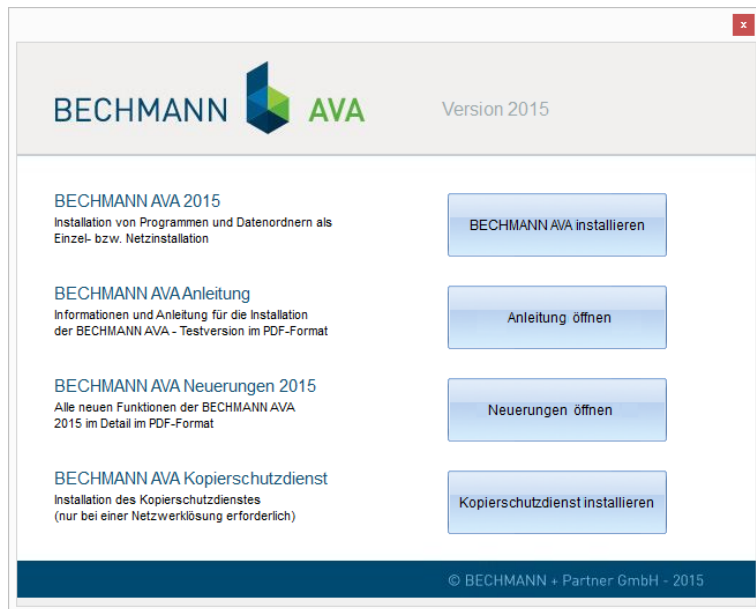 x
BECHMANN AVA
Version 2015
BECHMANN AVA 2015
Installation von Programmen und Datenordnern als
Einzel- bzw. Netzinstallation
BECHMANN AVA installieren
BECHMANN AVA Anleitung
Informationen und Anleitung für die Installation
der BECHMANN AVA - Testversion im PDF-Format
Anleitung öffnen
BECHMANN AVA Neuerungen 2015
Alle neuen Funktionen der BECHMANN AVA
2015 im Detail im PDF-Format
Neuerungen öffnen
BECHMANN AVA Kopierschutzdienst
Installation des Kopierschutzdienstes
(nur bei einer Netzwerklösung erforderlich)
Kopierschutzdienst installieren
© BECHMANN + Partner GmbH - 2015